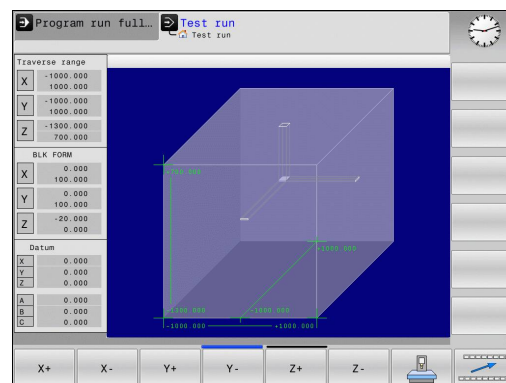 Program run full… Test run
Test run
Traverse range
X -1000.000
1000.000
Y -1000.000
1000.000
Z -1300.000
700.000
BLK FORM
X 0.000
100.000
Y 0.000
100.000
Z -20.000
0.000
Datum
X 0.000
Y 0.000
Z 0.000
A 0.000
B 0.000
C 0.000
+700.000
+1000.000
-1300.000
-1000.000
-1000.000 +1000.000
X+ X- Y+ Y- Z+ Z-